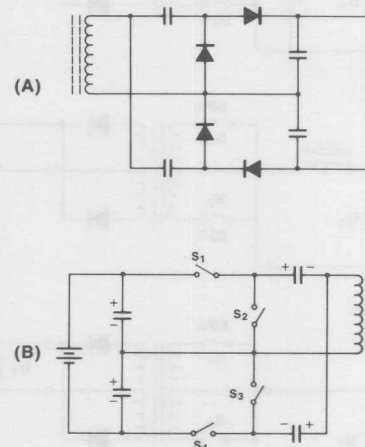 (A)
S₁
+ −
+
−
S₂
(B)
+
−
S₃
− +
S₄